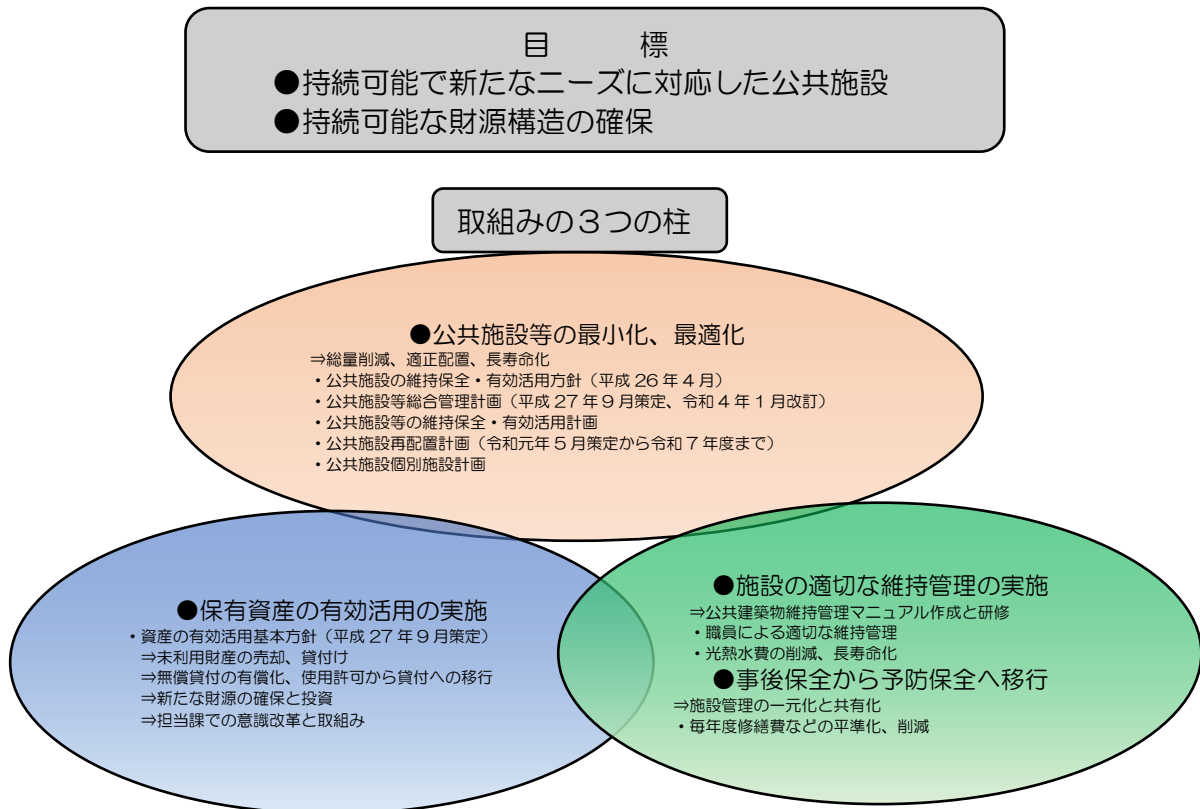 目　　標
●持続可能で新たなニーズに対応した公共施設
●持続可能な財源構造の確保
取組みの３つの柱
●公共施設等の最小化、最適化
⇒総量削減、適正配置、長寿命化
・公共施設の維持保全・有効活用方針（平成 26 年 4 月）
・公共施設等総合管理計画（平成 27 年 9 月策定、令和 4 年 1 月改訂）
・公共施設等の維持保全・有効活用計画
・公共施設再配置計画（令和元年 5 月策定から令和 7 年度まで）
・公共施設個別施設計画
●保有資産の有効活用の実施
・資産の有効活用基本方針（平成 27 年 9 月策定）
⇒未利用財産の売却、貸付け
⇒無償貸付の有償化、使用許可から貸付への移行
⇒新たな財源の確保と投資
⇒担当課での意識改革と取組み
●施設の適切な維持管理の実施
⇒公共建築物維持管理マニュアル作成と研修
・職員による適切な維持管理
・光熱水費の削減、長寿命化
●事後保全から予防保全へ移行
⇒施設管理の一元化と共有化
・毎年度修繕費などの平準化、削減